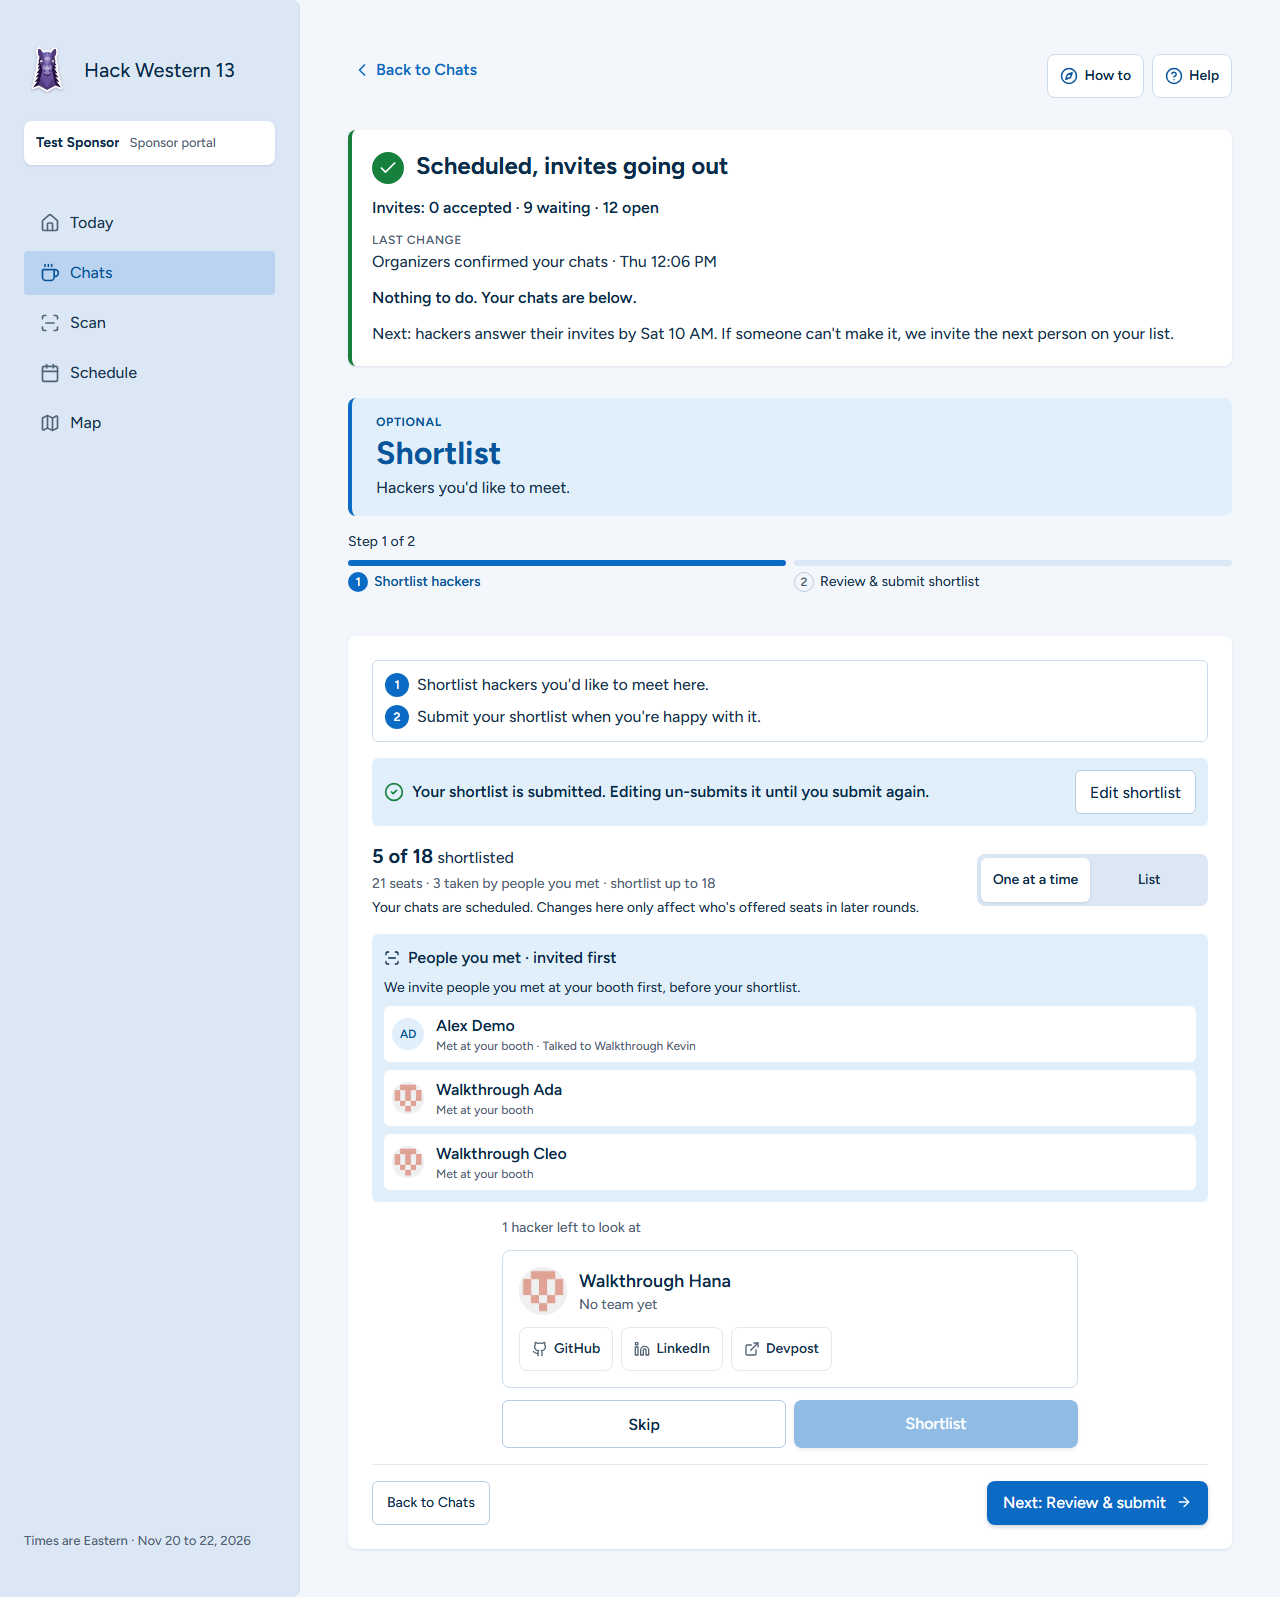 Hack Western 13
Test Sponsor Sponsor portal
Today
Chats
Scan
Schedule
Map
Times are Eastern · Nov 20 to 22, 2026
Back to Chats
How to
Help
Scheduled, invites going out
Invites: 0 accepted · 9 waiting · 12 open
LAST CHANGE
Organizers confirmed your chats · Thu 12:06 PM
Nothing to do. Your chats are below.
Next: hackers answer their invites by Sat 10 AM. If someone can't make it, we invite the next person on your list.
OPTIONAL
Shortlist
Hackers you'd like to meet.
Step 1 of 2
1 Shortlist hackers
2 Review & submit shortlist
1 Shortlist hackers you'd like to meet here.
2 Submit your shortlist when you're happy with it.
Your shortlist is submitted. Editing un-submits it until you submit again.
Edit shortlist
5 of 18 shortlisted
21 seats · 3 taken by people you met · shortlist up to 18
Your chats are scheduled. Changes here only affect who's offered seats in later rounds.
One at a time
List
People you met · invited first
We invite people you met at your booth first, before your shortlist.
AD
Alex Demo
Met at your booth · Talked to Walkthrough Kevin
Walkthrough Ada
Met at your booth
Walkthrough Cleo
Met at your booth
1 hacker left to look at
Walkthrough Hana
No team yet
GitHub
LinkedIn
Devpost
Skip
Shortlist
Back to Chats
Next: Review & submit